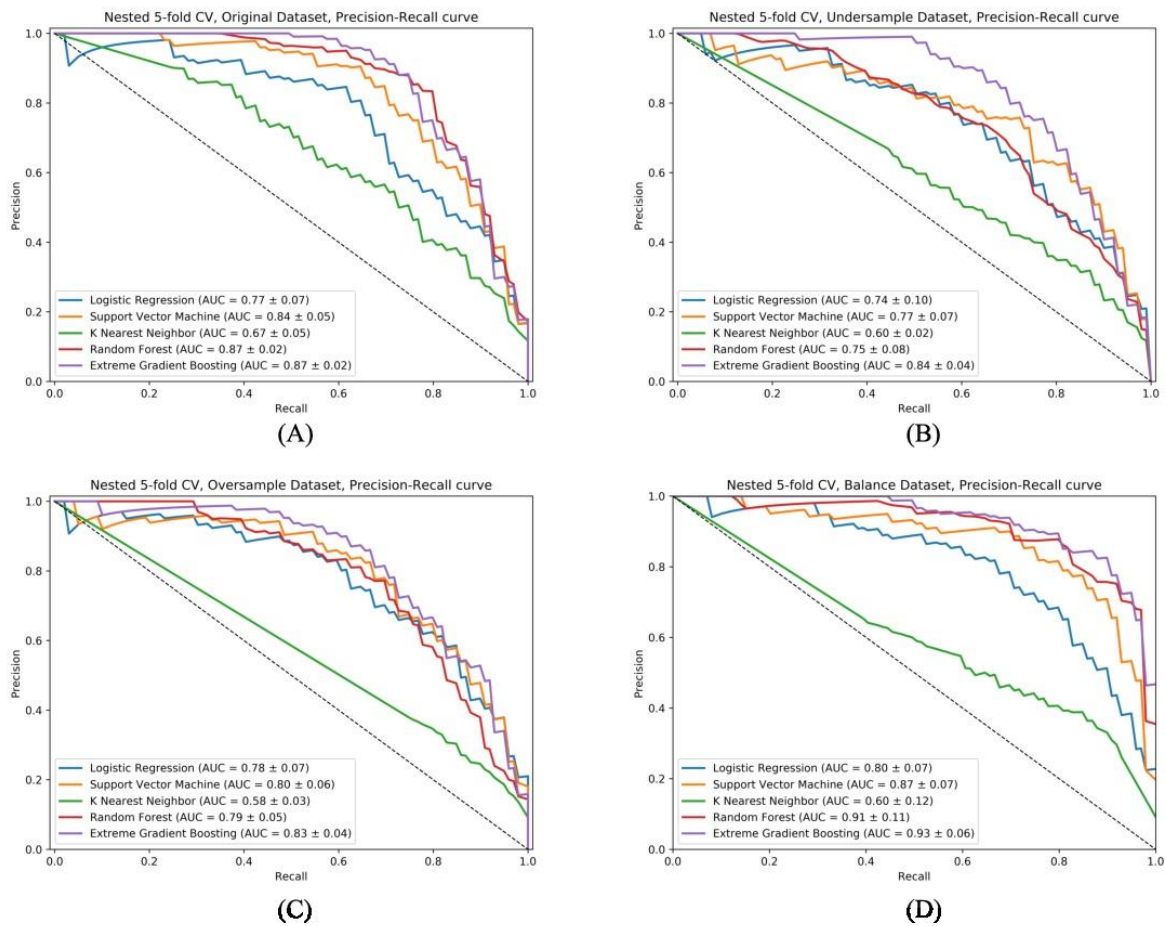 Nested 5-fold CV, Original Dataset, Precision-Recall curve
1.0
0.8
0.6
0.4
0.2
0.0
Precision
Logistic Regression (AUC = 0.77 ± 0.07)
Support Vector Machine (AUC = 0.84 ± 0.05)
K Nearest Neighbor (AUC = 0.67 ± 0.05)
Random Forest (AUC = 0.87 ± 0.02)
Extreme Gradient Boosting (AUC = 0.87 ± 0.02)
0.0 0.2 0.4 0.6 0.8 1.0
Recall
(A)
Nested 5-fold CV, Undersample Dataset, Precision-Recall curve
1.0
0.8
0.6
0.4
0.2
0.0
Precision
Logistic Regression (AUC = 0.74 ± 0.10)
Support Vector Machine (AUC = 0.77 ± 0.07)
K Nearest Neighbor (AUC = 0.60 ± 0.02)
Random Forest (AUC = 0.75 ± 0.08)
Extreme Gradient Boosting (AUC = 0.84 ± 0.04)
0.0 0.2 0.4 0.6 0.8 1.0
Recall
(B)
Nested 5-fold CV, Oversample Dataset, Precision-Recall curve
1.0
0.8
0.6
0.4
0.2
0.0
Precision
Logistic Regression (AUC = 0.78 ± 0.07)
Support Vector Machine (AUC = 0.80 ± 0.06)
K Nearest Neighbor (AUC = 0.58 ± 0.03)
Random Forest (AUC = 0.79 ± 0.05)
Extreme Gradient Boosting (AUC = 0.83 ± 0.04)
0.0 0.2 0.4 0.6 0.8 1.0
Recall
(C)
Nested 5-fold CV, Balance Dataset, Precision-Recall curve
1.0
0.8
0.6
0.4
0.2
0.0
Precision
Logistic Regression (AUC = 0.80 ± 0.07)
Support Vector Machine (AUC = 0.87 ± 0.07)
K Nearest Neighbor (AUC = 0.60 ± 0.12)
Random Forest (AUC = 0.91 ± 0.11)
Extreme Gradient Boosting (AUC = 0.93 ± 0.06)
0.0 0.2 0.4 0.6 0.8 1.0
Recall
(D)